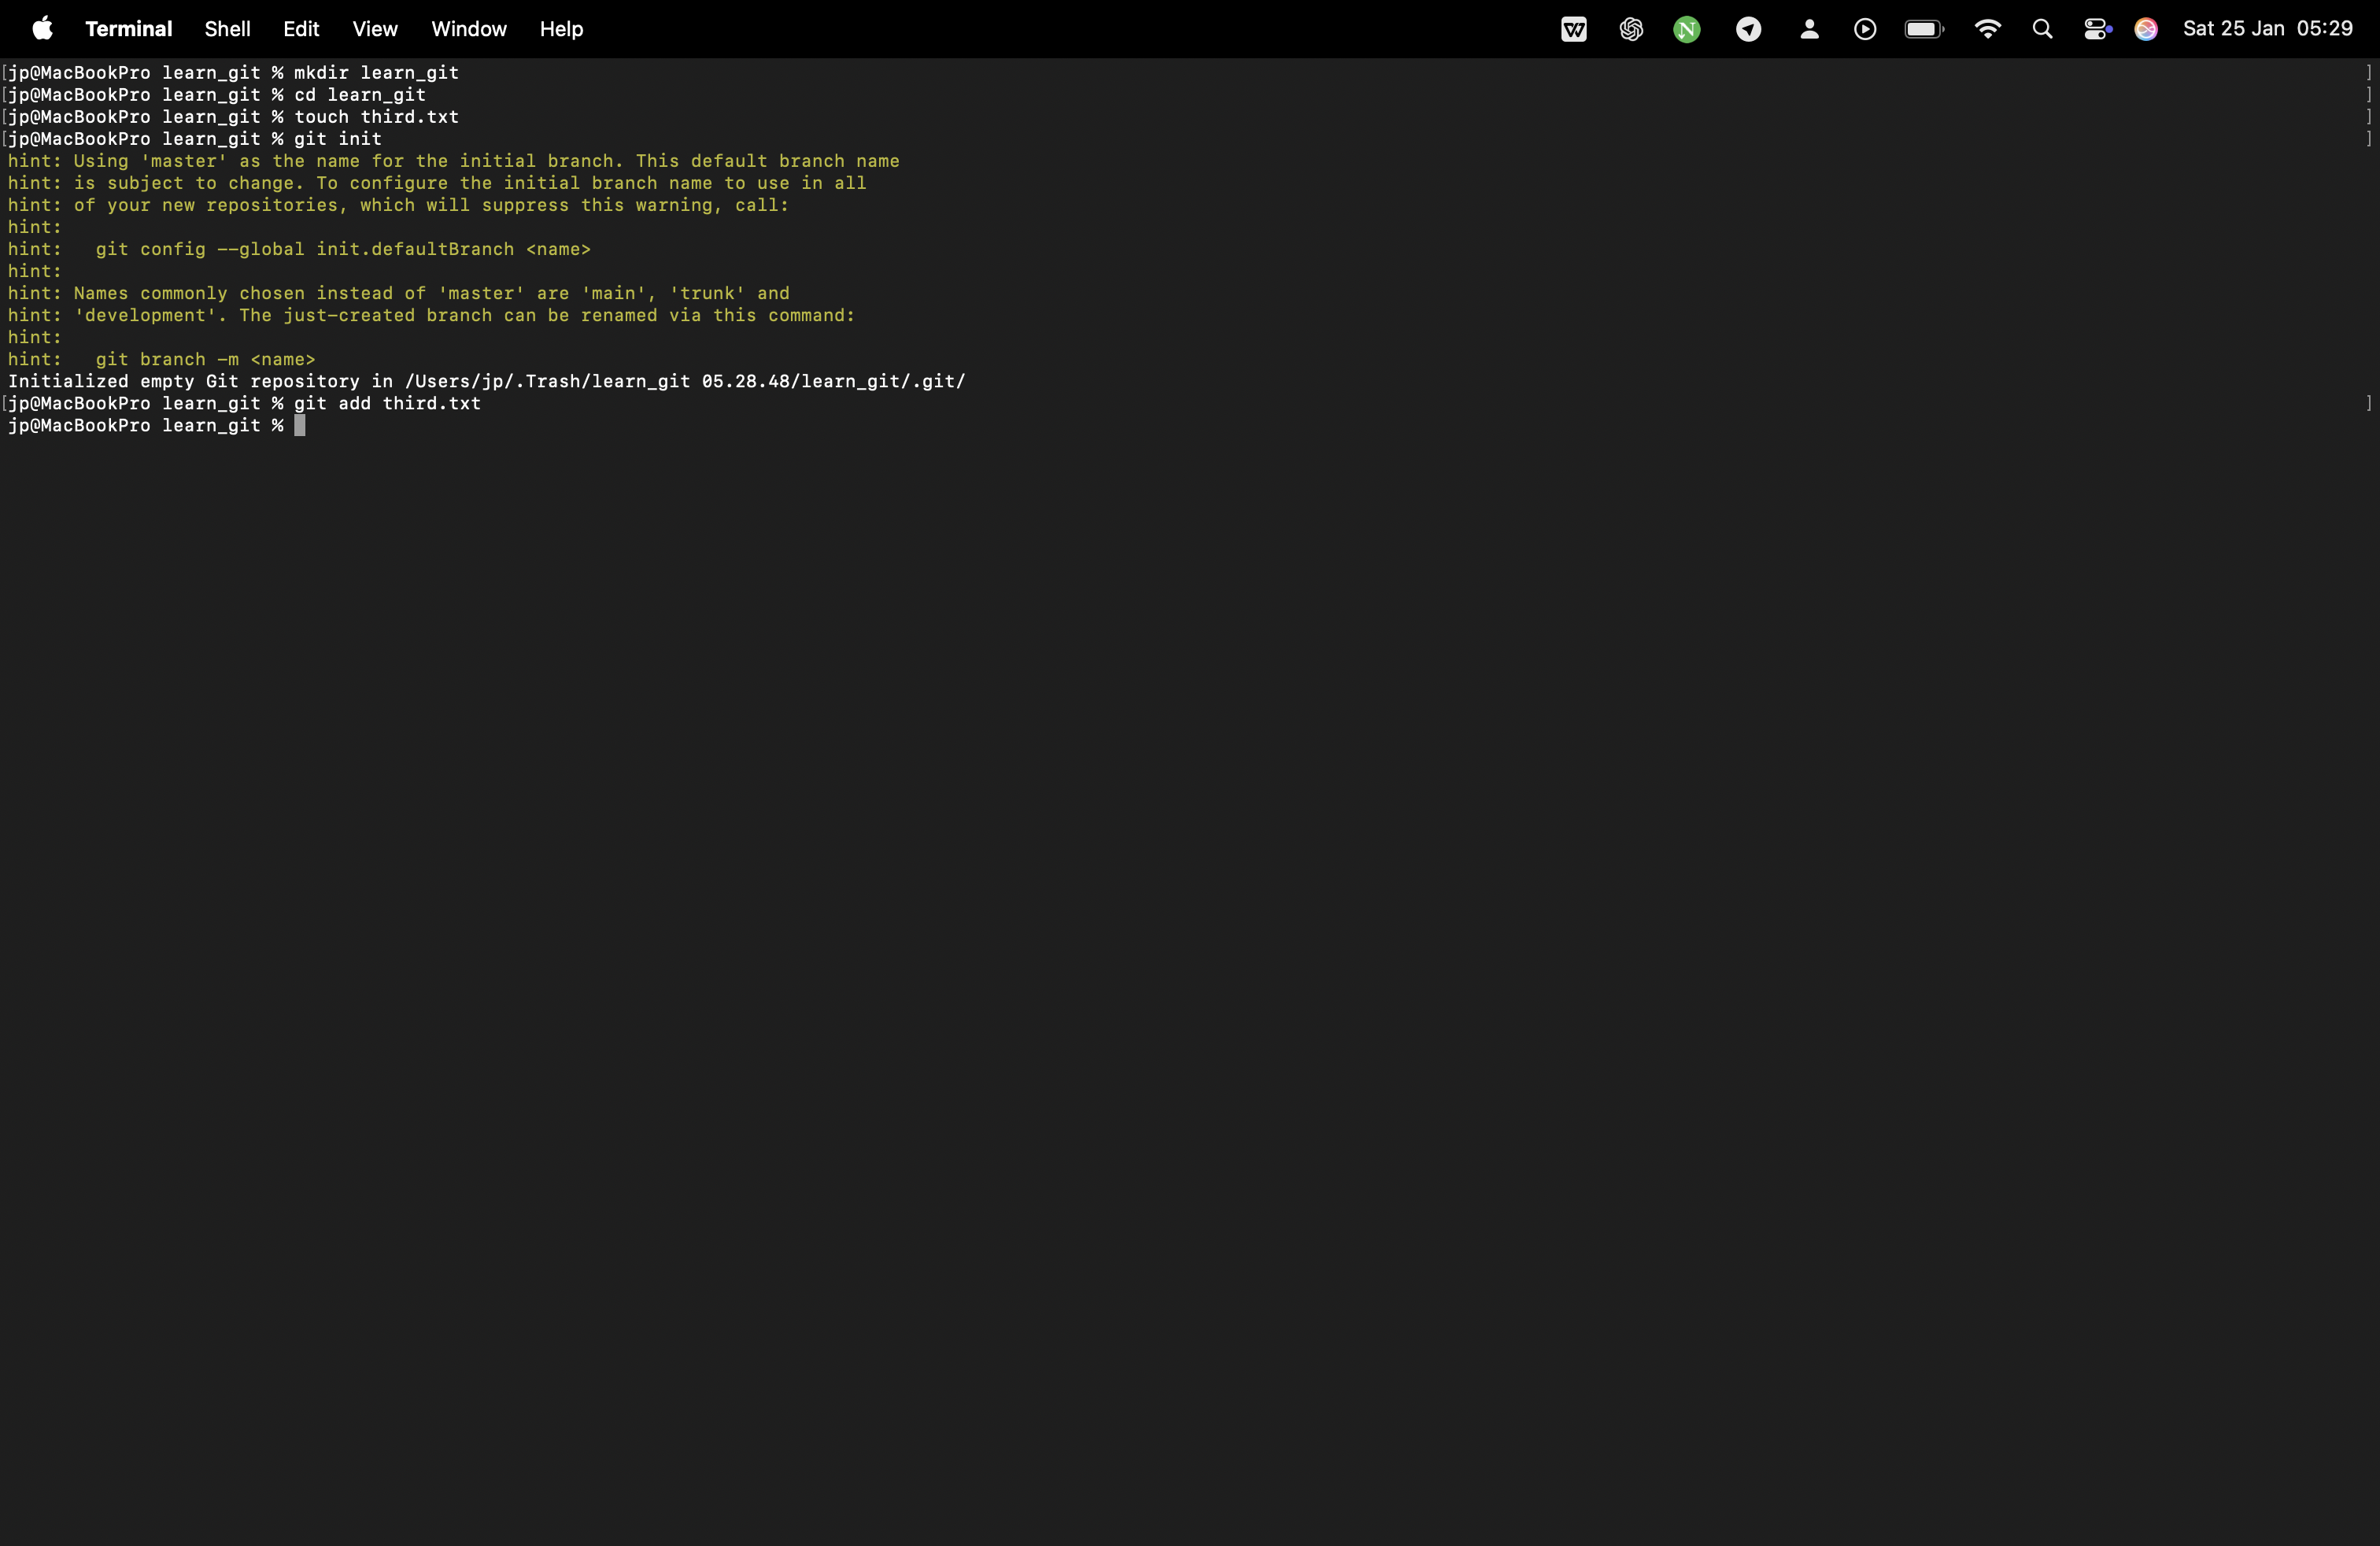 Terminal Shell Edit View Window Help Sat 25 Jan 05:29
[jp@MacBookPro learn_git % mkdir learn_git ]
[jp@MacBookPro learn_git % cd learn_git ]
[jp@MacBookPro learn_git % touch third.txt ]
[jp@MacBookPro learn_git % git init ]
hint: Using 'master' as the name for the initial branch. This default branch name
hint: is subject to change. To configure the initial branch name to use in all
hint: of your new repositories, which will suppress this warning, call:
hint:
hint:   git config --global init.defaultBranch <name>
hint:
hint: Names commonly chosen instead of 'master' are 'main', 'trunk' and
hint: 'development'. The just-created branch can be renamed via this command:
hint:
hint:   git branch -m <name>
Initialized empty Git repository in /Users/jp/.Trash/learn_git 05.28.48/learn_git/.git/
[jp@MacBookPro learn_git % git add third.txt ]
jp@MacBookPro learn_git %